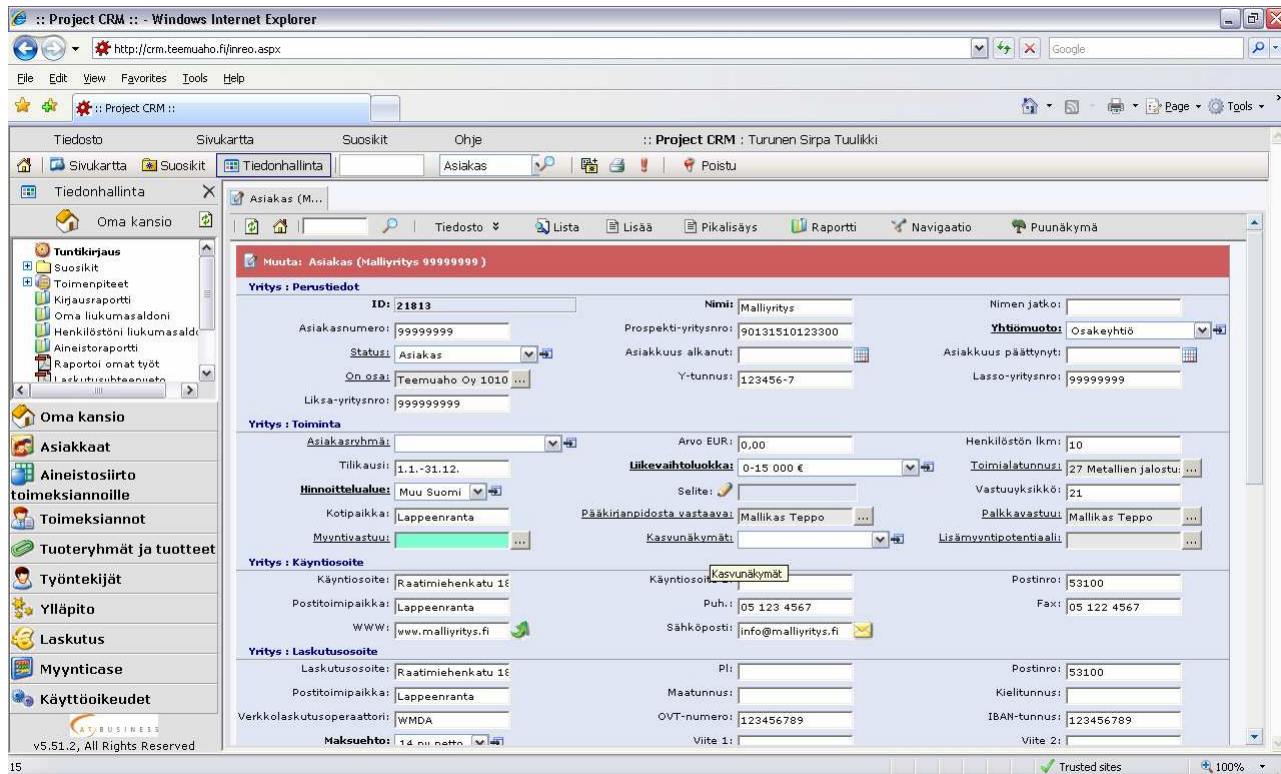 :: Project CRM :: - Windows Internet Explorer
http://crm.teemuaho.fi/inreo.aspx
Google
File Edit View Favorites Tools Help
:: Project CRM ::
Page Tools
Tiedosto Sivukartta Suosikit Ohje :: Project CRM : Turunen Sirpa Tuulikki
Sivukartta Suosikit Tiedonhallinta Asiakas Poistu
Tiedonhallinta
Asiakas (M...
Oma kansio
Tiedosto Lista Lisää Pikalisäys Raportti Navigaatio Puunäkymä
Tuntikirjaus
Suosikit
Toimenpiteet
Kirjausraportti
Oma liukumasaldoni
Henkilöstöni liukumasaldo
Aineistoraportti
Raportoi omat työt
Laskutusuhteenveto
Oma kansio
Asiakkaat
Aineistosiirto
toimeksiannoille
Toimeksiannot
Tuoteryhmät ja tuotteet
Työntekijät
Ylläpito
Laskutus
Myynticase
Käyttöoikeudet
AT BUSINESS
v5.51.2, All Rights Reserved
Muuta: Asiakas (Malliyritys 99999999 )
Yritys : Perustiedot
ID: 21813 Nimi: Malliyritys Nimen jatko:
Asiakasnumero: 99999999 Prospekti-yritysnro: 90131510123300 Yhtiömuoto: Osakeyhtiö
Status: Asiakas Asiakkuus alkanut: Asiakkuus päättynyt:
On osa: Teemuaho Oy 1010 ... Y-tunnus: 123456-7 Lasso-yritysnro: 99999999
Liksa-yritysnro: 999999999
Yritys : Toiminta
Asiakasryhmä: Arvo EUR: 0,00 Henkilöstön lkm: 10
Tilikausi: 1.1.-31.12. Liikevaihtoluokka: 0-15 000 € Toimialatunnus: 27 Metallien jalostu: ...
Hinnoittelualue: Muu Suomi Selite: Vastuuyksikkö: 21
Kotipaikka: Lappeenranta Pääkirjanpidosta vastaava: Mallikas Teppo ... Palkkavastuu: Mallikas Teppo ...
Myyntivastuu: ... Kasvunäkymät: Lisämyyntipotentiaali: ...
Kasvunäkymät
Yritys : Käyntiosoite
Käyntiosoite: Raatimiehenkatu 18 Käyntiosoi Postinro: 53100
Postitoimipaikka: Lappeenranta Puh.: 05 123 4567 Fax: 05 122 4567
WWW: www.malliyritys.fi Sähköposti: info@malliyritys.fi
Yritys : Laskutusosoite
Laskutusosoite: Raatimiehenkatu 18 Pl: Postinro: 53100
Postitoimipaikka: Lappeenranta Maatunnus: Kielitunnus:
Verkkolaskutusoperaattori: WMDA OVT-numero: 123456789 IBAN-tunnus: 123456789
Maksuehto: 14 pv netto Viite 1: Viite 2:
15 Trusted sites 100%